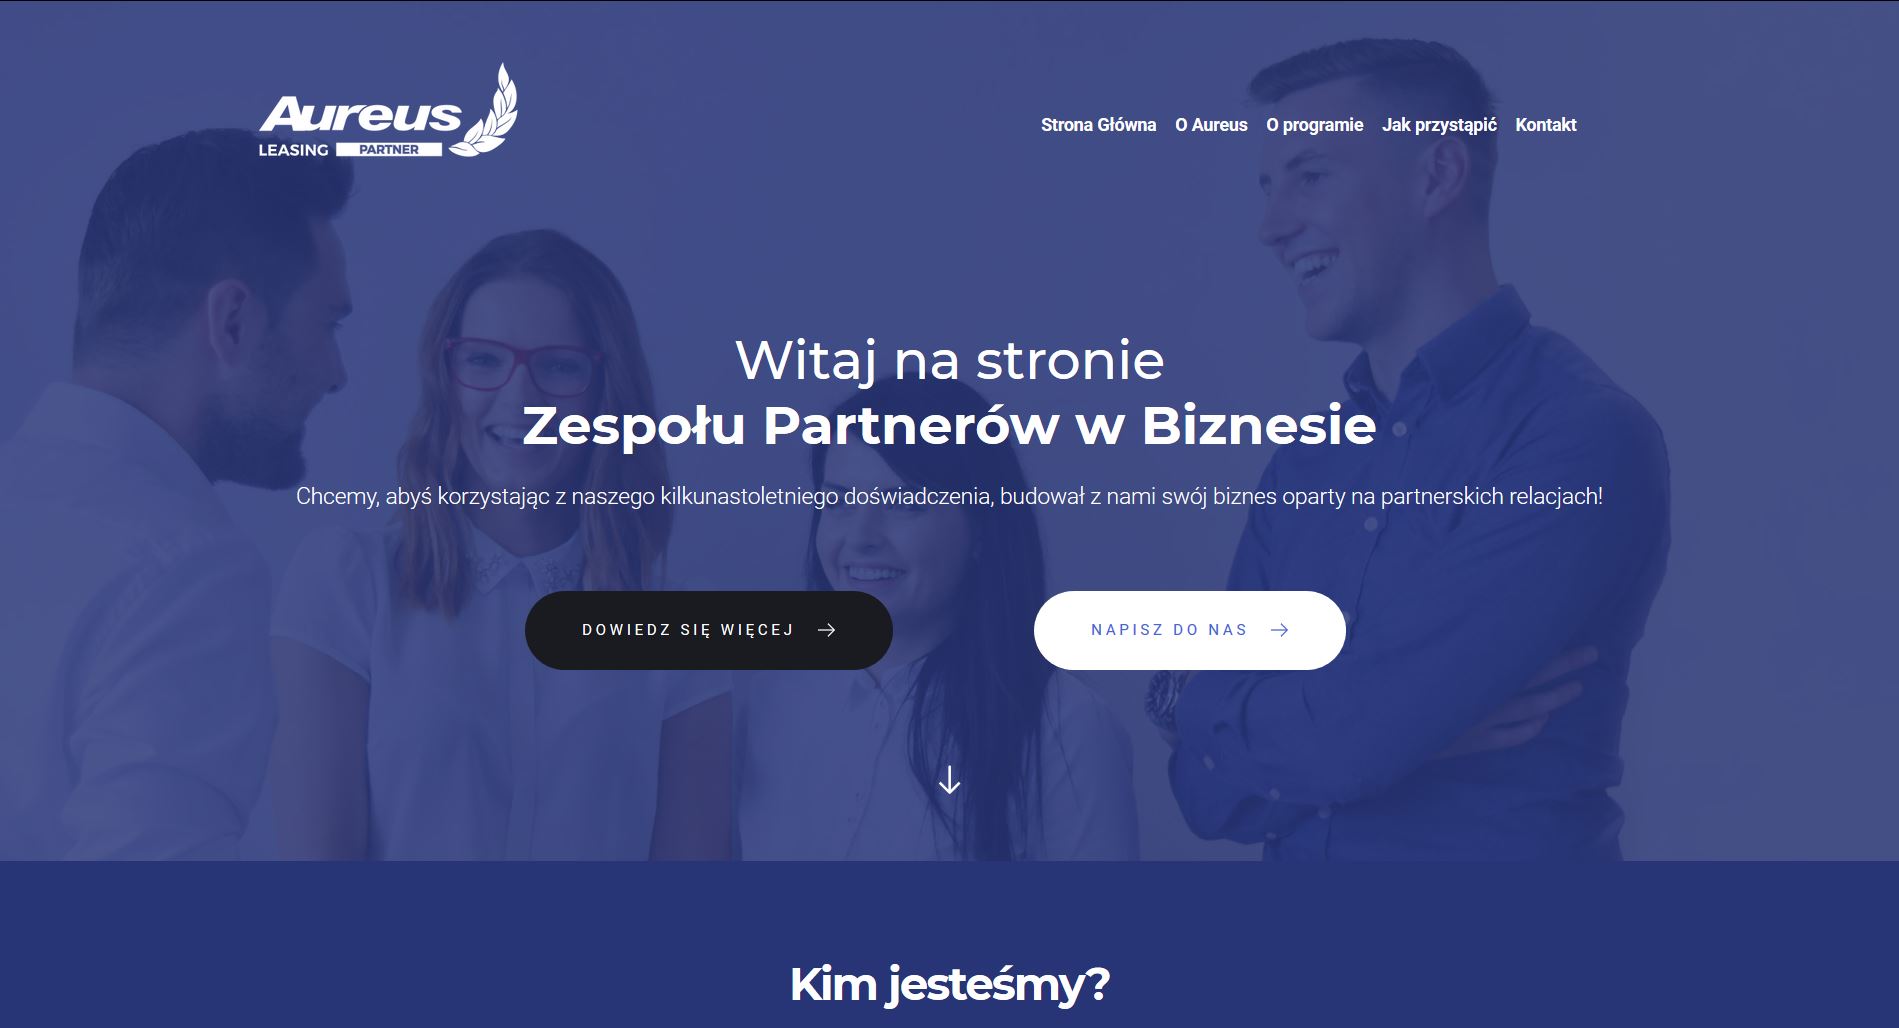 Aureus
LEASING PARTNER
Strona Główna O Aureus O programie Jak przystąpić Kontakt
Witaj na stronie
Zespołu Partnerów w Biznesie
Chcemy, abyś korzystając z naszego kilkunastoletniego doświadczenia, budował z nami swój biznes oparty na partnerskich relacjach!
DOWIEDZ SIĘ WIĘCEJ
NAPISZ DO NAS
Kim jesteśmy?